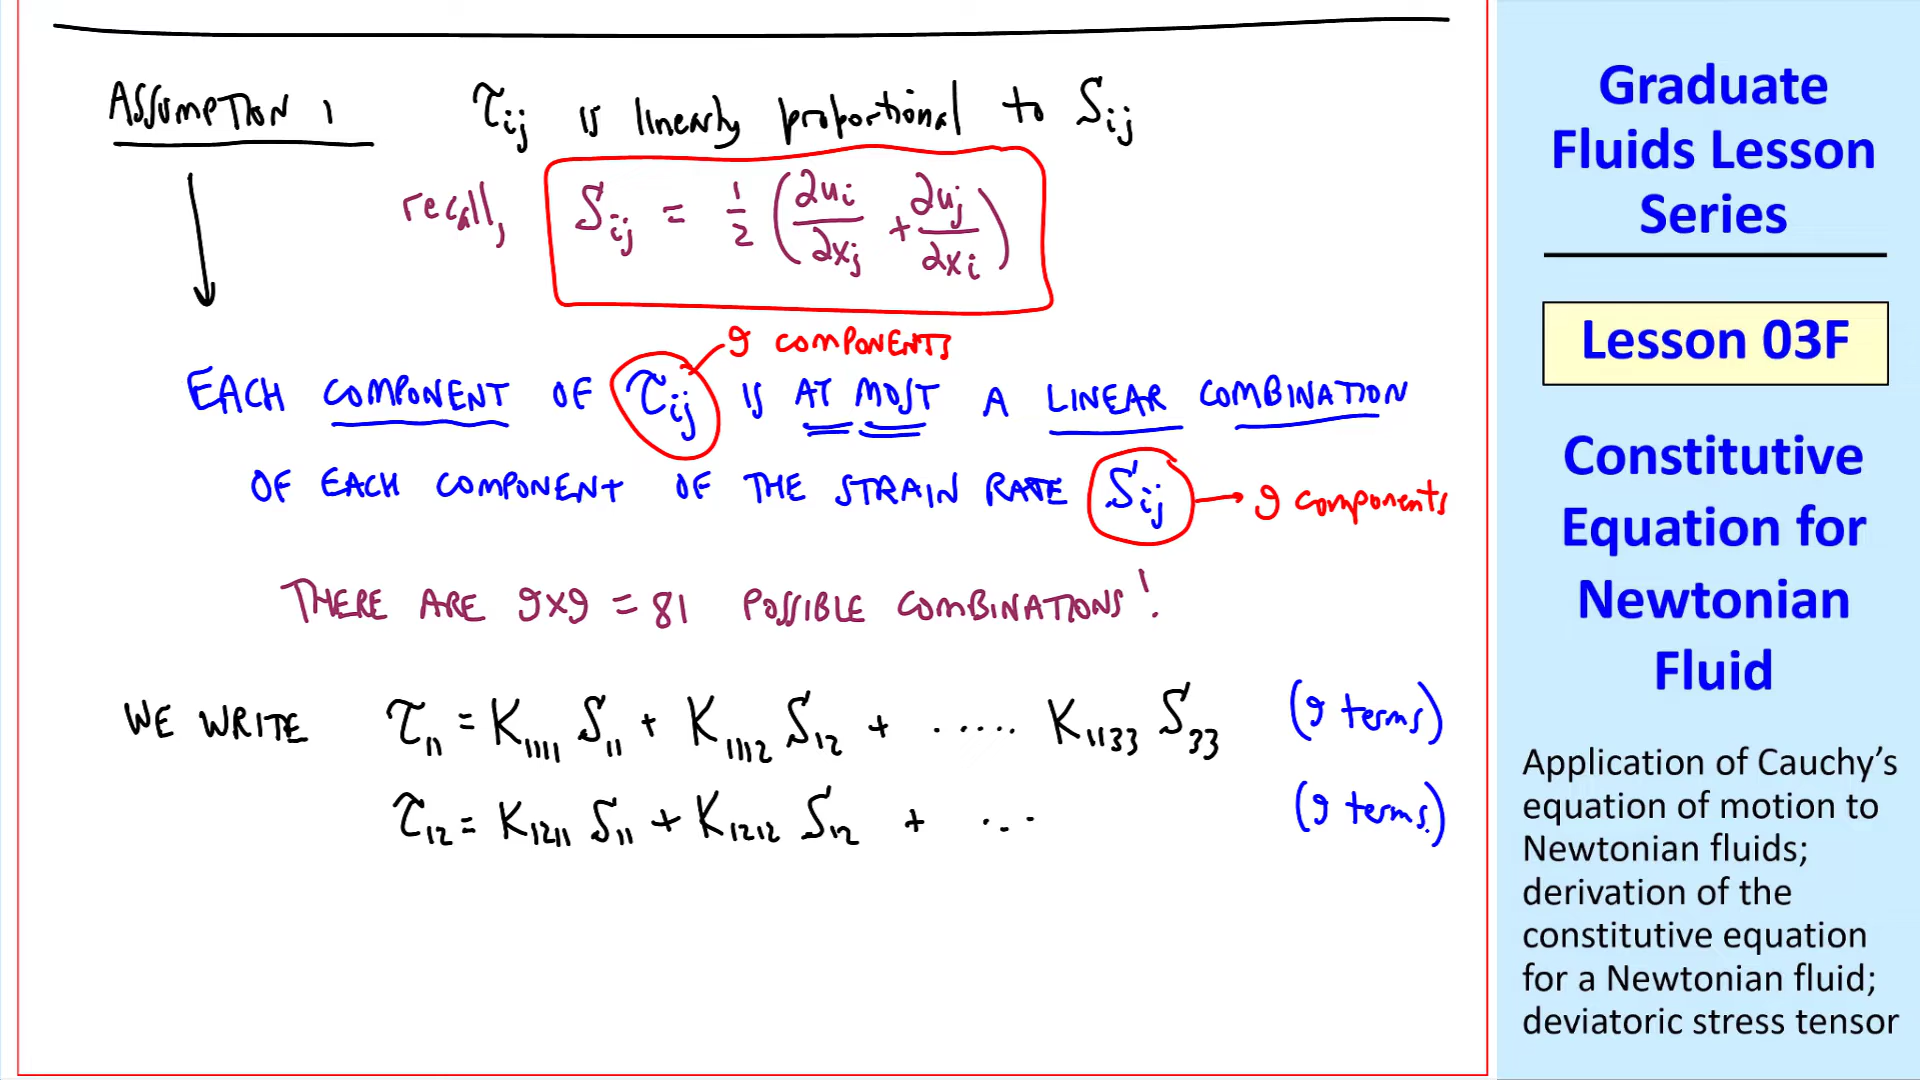 ASSUMPTION 1 τij is linearly proportional to Sij
recall, Sij = 1/2 (∂ui/∂xj + ∂uj/∂xi)
9 COMPONENTS
EACH COMPONENT OF τij IS AT MOST A LINEAR COMBINATION
OF EACH COMPONENT OF THE STRAIN RATE Sij → 9 components
THERE ARE 9x9 = 81 POSSIBLE COMBINATIONS!
WE WRITE τ11 = K1111 S11 + K1112 S12 + ..... K1133 S33 (9 terms)
τ12 = K1211 S11 + K1212 S12 + ... (9 terms)
Graduate
Fluids Lesson
Series
Lesson 03F
Constitutive
Equation for
Newtonian
Fluid
Application of Cauchy’s
equation of motion to
Newtonian fluids;
derivation of the
constitutive equation
for a Newtonian fluid;
deviatoric stress tensor